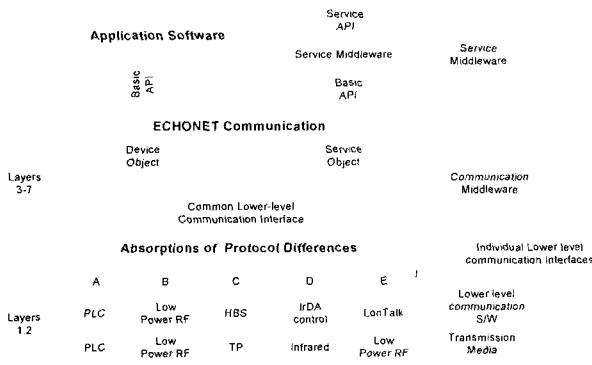 Service
API
Application Software
Service Middleware
Service
Middleware
Basic
API
Basic
API
ECHONET Communication
Device
Object
Service
Object
Layers
3-7
Communication
Middleware
Common Lower-level
Communication Interface
Absorptions of Protocol Differences
Individual Lower level
communication Interfaces
A B C D E
Layers
1.2
PLC
Low
Power RF
HBS
IrDA
control
LonTalk
Lower level
communication
S/W
PLC
Low
Power RF
TP
Infrared
Low
Power RF
Transmission
Media